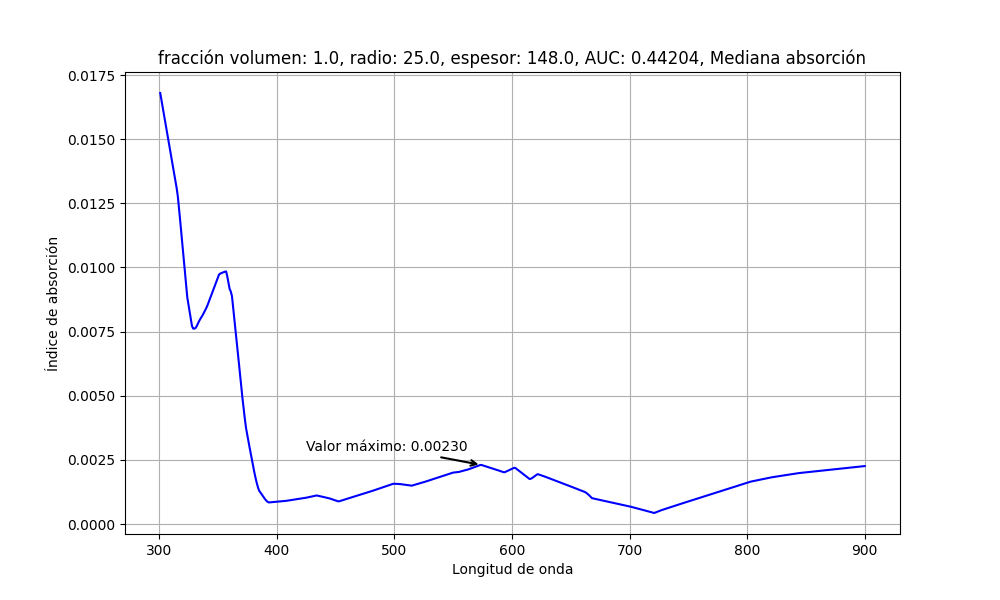 fracción volumen: 1.0, radio: 25.0, espesor: 148.0, AUC: 0.44204, Mediana absorción
0.0175
0.0150
0.0125
0.0100
0.0075
0.0050
0.0025
0.0000
Índice de absorción
Valor máximo: 0.00230
300 400 500 600 700 800 900
Longitud de onda